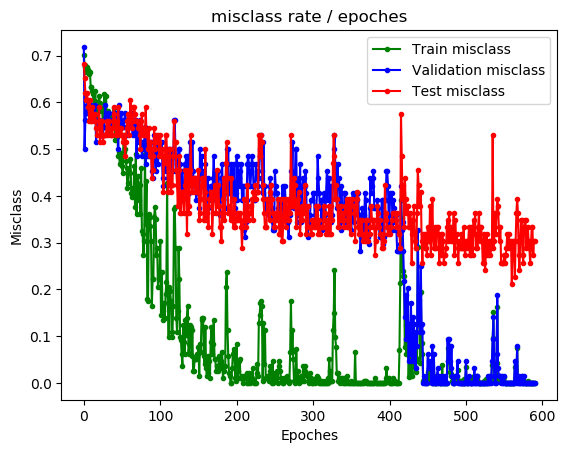 misclass rate / epoches
Train misclass
Validation misclass
Test misclass
0.7
0.6
0.5
0.4
0.3
0.2
0.1
0.0
Misclass
0 100 200 300 400 500 600
Epoches